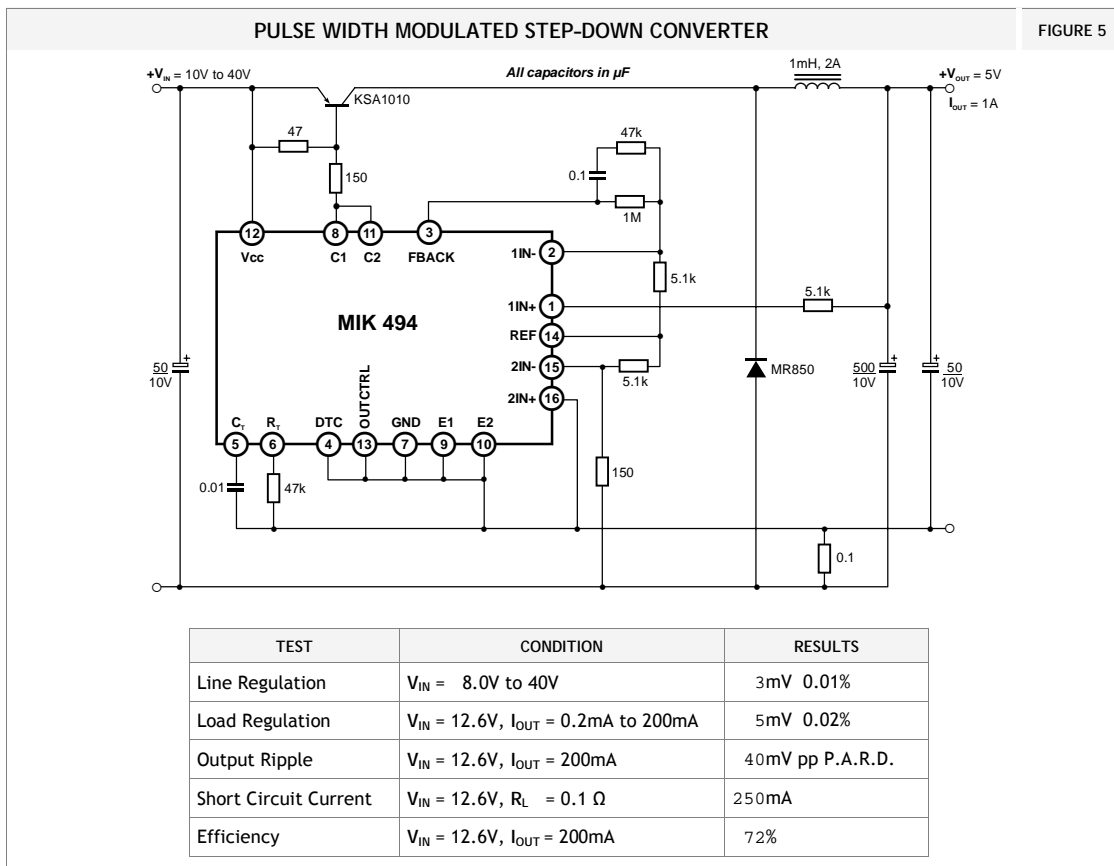 PULSE WIDTH MODULATED STEP-DOWN CONVERTER
FIGURE 5
+VIN = 10V to 40V
All capacitors in µF
1mH, 2A
+VOUT = 5V
IOUT = 1A
KSA1010
47
47k
150
0.1
1M
12
8
11
3
Vcc
C1
C2
FBACK
1IN-
2
5.1k
5.1k
1IN+
1
MIK 494
REF
14
2IN-
15
5.1k
2IN+
16
50
10V
+
MR850
500
10V
+
50
10V
+
CT
RT
DTC
OUTCTRL
GND
E1
E2
5
6
4
13
7
9
10
0.01
47k
150
0.1
TEST CONDITION RESULTS
Line Regulation VIN = 8.0V to 40V 3mV 0.01%
Load Regulation VIN = 12.6V, IOUT = 0.2mA to 200mA 5mV 0.02%
Output Ripple VIN = 12.6V, IOUT = 200mA 40mV pp P.A.R.D.
Short Circuit Current VIN = 12.6V, RL = 0.1 Ω 250mA
Efficiency VIN = 12.6V, IOUT = 200mA 72%